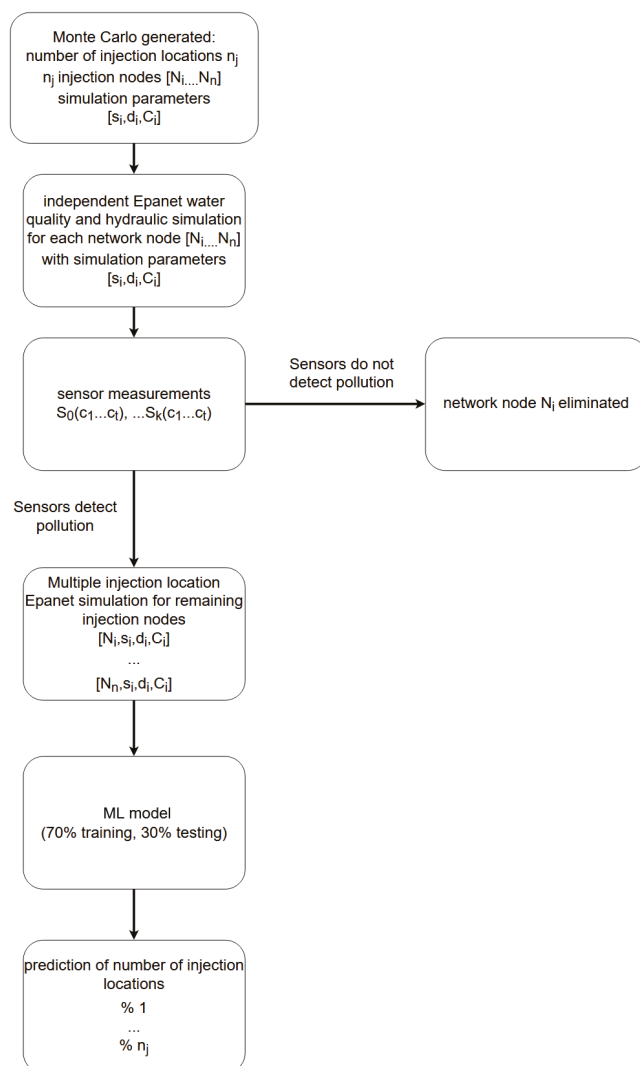 Monte Carlo generated:
number of injection locations nj
nj injection nodes [Ni....Nn]
simulation parameters
[si,di,Ci]
independent Epanet water
quality and hydraulic simulation
for each network node [Ni....Nn]
with simulation parameters
[si,di,Ci]
sensor measurements
S0(c1...ct), ...Sk(c1...ct)
Sensors do not
detect pollution
network node Ni eliminated
Sensors detect
pollution
Multiple injection location
Epanet simulation for remaining
injection nodes
[Ni,si,di,Ci]
...
[Nn,si,di,Ci]
ML model
(70% training, 30% testing)
prediction of number of injection
locations
% 1
...
% nj